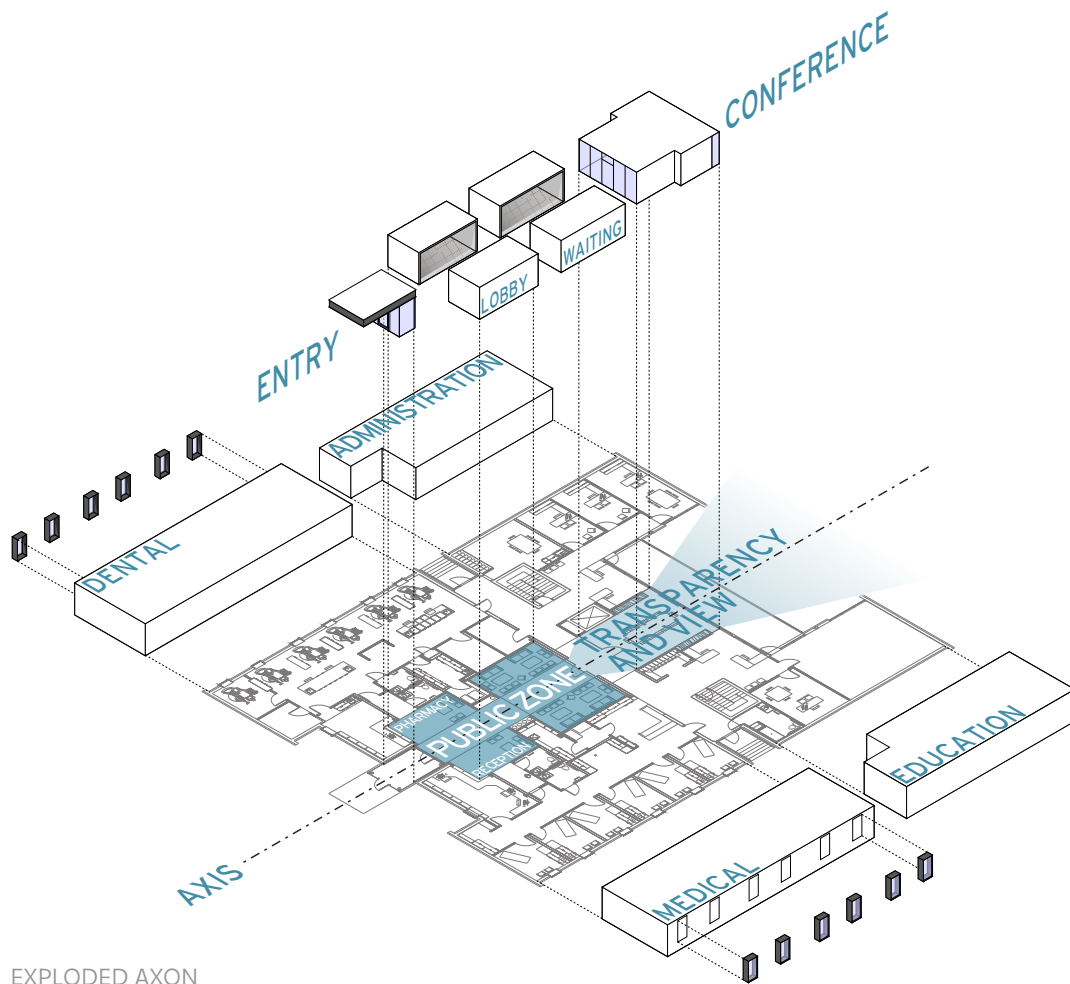 CONFERENCE
WAITING
LOBBY
ENTRY
ADMINISTRATION
DENTAL
TRANSPARENCY
AND VIEW
PUBLIC ZONE
PHARMACY
RECEPTION
EDUCATION
AXIS
MEDICAL
EXPLODED AXON